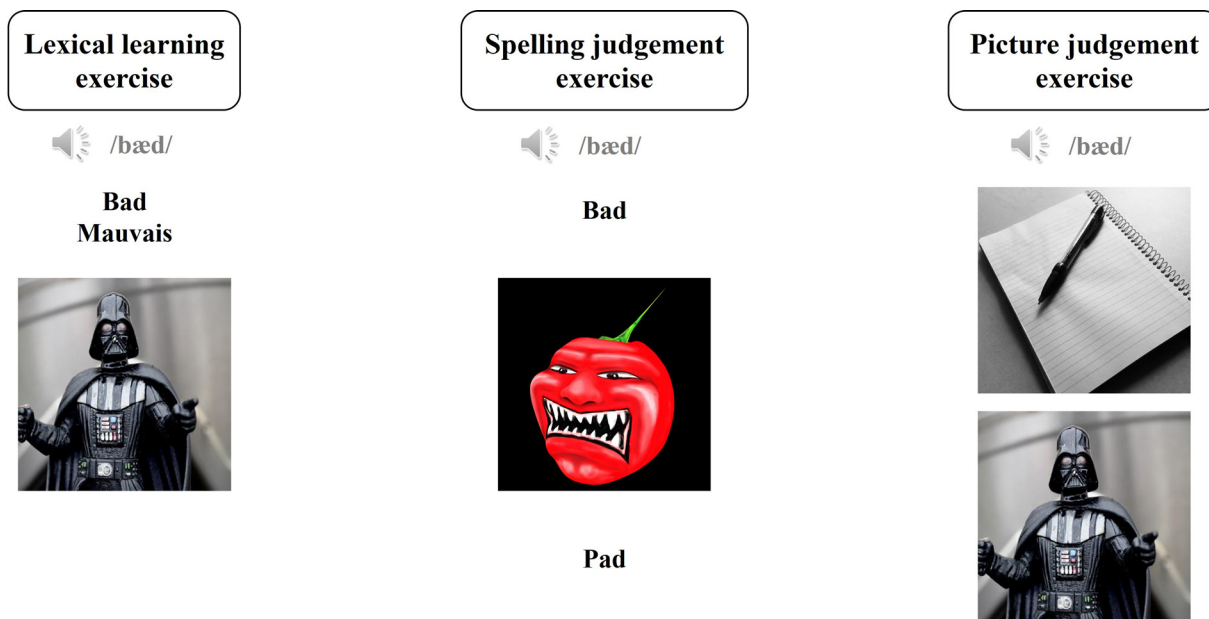 Lexical learning
exercise
/bæd/
Bad
Mauvais
Spelling judgement
exercise
/bæd/
Bad
Pad
Picture judgement
exercise
/bæd/